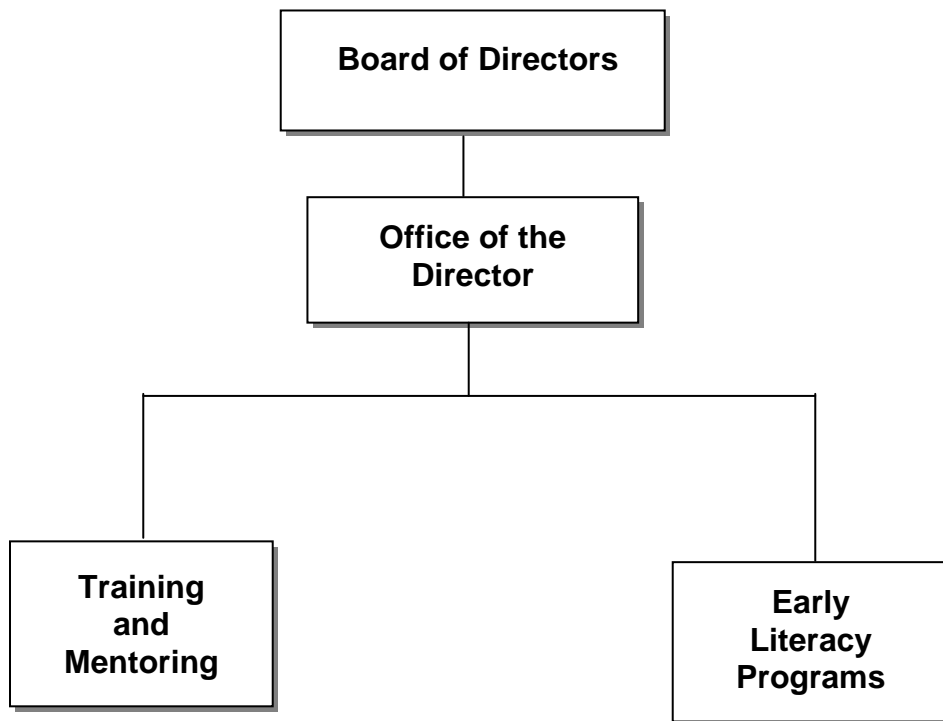 Board of Directors
Office of the
Director
Training
and
Mentoring
Early
Literacy
Programs